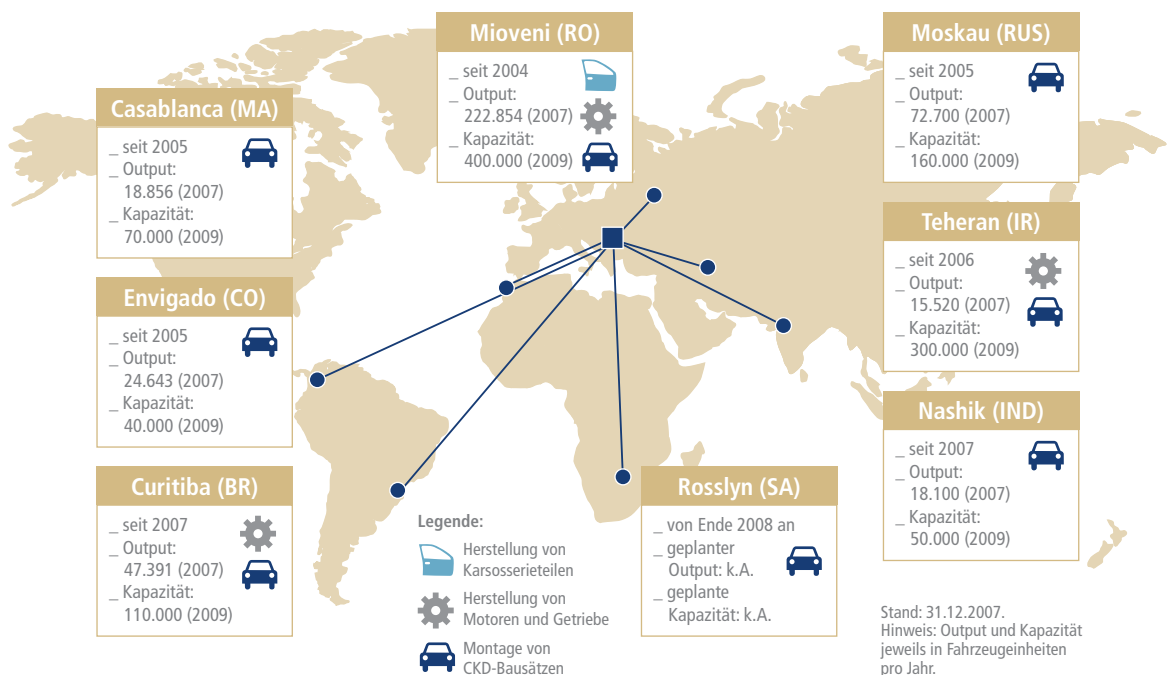 Mioveni (RO)
_ seit 2004
_ Output:
222.854 (2007)
_ Kapazität:
400.000 (2009)
Moskau (RUS)
_ seit 2005
_ Output:
72.700 (2007)
_ Kapazität:
160.000 (2009)
Casablanca (MA)
_ seit 2005
_ Output:
18.856 (2007)
_ Kapazität:
70.000 (2009)
Teheran (IR)
_ seit 2006
_ Output:
15.520 (2007)
_ Kapazität:
300.000 (2009)
Envigado (CO)
_ seit 2005
_ Output:
24.643 (2007)
_ Kapazität:
40.000 (2009)
Nashik (IND)
_ seit 2007
_ Output:
18.100 (2007)
_ Kapazität:
50.000 (2009)
Curitiba (BR)
_ seit 2007
_ Output:
47.391 (2007)
_ Kapazität:
110.000 (2009)
Rosslyn (SA)
_ von Ende 2008 an
_ geplanter
Output: k.A.
_ geplante
Kapazität: k.A.
Legende:
Herstellung von
Karsosserieteilen
Herstellung von
Motoren und Getriebe
Montage von
CKD-Bausätzen
Stand: 31.12.2007.
Hinweis: Output und Kapazität
jeweils in Fahrzeugeinheiten
pro Jahr.